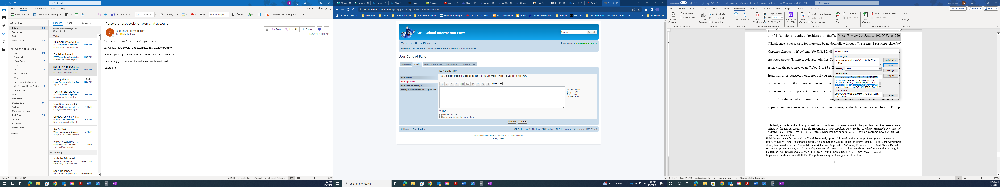 Search
Try the new Outlook
File Home Send / Receive View Help
New Email
Schedule a Meeting
Share to Teams
*From Brian
Unread/ Read
Search People
Reply with Scheduling Poll
Favorites
Inbox 140
Sent Items
Drafts
Deleted Items 414
ltowles@buffalo.edu
Inbox 140
*From Beth 1
*From Brian 3
*LRT 7
AALL 14
AALL Committee 3
AALS 2
Law Library/UB Libraries 7
Meetings/Webinars/Conferen... 2
Onboarding
Drafts
Sent Items
Deleted Items 414
Archive
Conversation History
Junk Email [14]
Outbox
RSS Feeds
Search Folders
Groups
Focused Other By Date
Other: New message (1)
Office Depot
Today
Julie Crane via AALL ...
[ALL-SIS] : How are you ev... 11:50 AM
Hi, all. Here is my plan (I am
Daniel W. Linna Jr.
FTC Virtual Summit on Arti... 11:07 AM
Hi everyone, Many of you
support@libraryh3lp....
Password reset code for yo... 10:38 AM
Here is the password reset
Tiffany Walsh
Legal Research Lab - Pre-B... 10:26 AM
Agenda for 1/9
Paul Callister via AAL...
[ALL-SIS] : How are you ev... 9:55 AM
As promised, here are the
Sara Burriesci via AA...
[ALL-SIS] : Reminder: Refere... 9:00 AM
Georgetown Law Library is
UBNow, University at...
UBNow: Year in review | D... 8:19 AM
News and views for the UB
AALS 2024
What Happened at the An... 7:34 AM
News @ LegalTechT...
LegalTechTalk | This week's... 5:30 AM
This week's news and
Yesterday
Nicholas Mignanelli ...
[ALL-SIS] : ScholarSift Thu 4:25 PM
Hello Paul, ScholarSift has
Scott Hollander
All-Staff Meeting reminder ... Thu 4:05 PM
Password reset code for your chat account
support@libraryh3lp.com
To Latasha Towles
Reply Reply All Forward
Fri 1/5/2024 10:38 AM
Here is the password reset code that you requested:
Please copy and paste this code into the Password Assistance form.
You can reply to this email for additional assistance if needed.
Thank you!
Items: 2,591 Unread: 140 All folders are up to date. Connected to: Microsoft Exchange 100%
11:50 AM
1/5/2024
law-web2.law.buffalo.edu/sip/ucp.php?i=ucp_profile&mode=signature
Charles B. Sears La... Institutions Trends Tech Consultants Conferences/Meeti... Legal Technology R... Lexis+® | Legal Res... Westlaw Precision Home The State University... Benefits UBLearns Class Resources LibApps Home - Lib... All Bookmarks
SIP - School Information Portal
Search...
Quick links FAQ Contact us Notifications LawPracticeTech
Home Board index User Control Panel Profile Edit signature
User Control Panel
Overview Profile Board preferences Usergroups Friends & Foes
Edit profile
Edit signature
Edit account settings
Manage "Remember Me" login keys
Edit signature
This is a block of text that can be added to posts you make. There is a 255 character limit.
B I U Normal
BBCode is ON
[img] is ON
[url] is ON
Smilies are OFF
OPTIONS
Disable BBCode
Do not automatically parse URLs
Preview Submit
Home Board index Contact us The team Members Delete cookies All times are UTC-05:00
Powered by phpBB® Forum Software © phpBB Limited
Privacy | Terms
Type here to search
29°F Cloudy
11:50 AM
1/5/2024
AutoSave On
Memo of Law in Support of Plaintiff's Motion - withT... • Last Modified: Tue at 12:42 PM
Search
Latasha Towles
File Home Insert Draw Design Layout References Mailings Review View Help EndNote 21 Acrobat
Comments Editing Share
Table of Contents Add Text Update Table
Insert Footnote Insert Endnote Next Footnote Show Notes
Search Researcher
Insert Citation Manage Sources Style: APA Bibliography
Cite While You Write
Insert Caption Insert Table of Figures Update Table Cross-reference
Mark Entry Insert Index Update Index
Mark Citation Insert Table of Authorities Update Table
Acronyms
Table of Contents Footnotes Research Citations & Bibliography EndNote Captions Index Table of Authorities Insights
at 451 (domicile requires “residence in fact”); In re Newcomb’s Estate, 192 N.Y. at 250
(“Residence is necessary, for there can be no domicile without it”); see also Mississippi Band of
Choctaw Indians v. Holyfield, 490 U.S. 30, 48
As noted above, Trump previously told this Co
House for the past three years,” Doc. No. 33 at 2
from this prior position would not only be inco
of gamesmanship that courts as a general rule d
of the single most important criteria for a chang
But that is not all. Trump’s efforts to register to vote in Florida further prove his lack of
a permanent residence in that state. As noted above, at the time this lawsuit began, Trump
Mark Citation
Selected text:
In re Newcomb’s Estate, 192 N.Y. at
250
Next Citation
Mark
Category: Cases
Mark All
Short citation:
Category...
In re Newcomb's Estate, 192 N.Y. 238, 250 (1908)
In re Hall's Estate, 120 N.Y.S.2d 886, 889 (Sur. Ct.,
In re Lynch's Estate, 170 Misc. 966, 967 (Sur. Ct., I
In re Newcomb's Estate, 192 N.Y. 238, 250 (1908)
Laufer v. Hauge, 140 A.D.2d 671, 673 (2d Dep't
Long citation:
In re Newcomb’s Estate, 192 N.Y. 238,
250 (1908)
Cancel
9 Indeed, at the time that Trump issued the above tweet, “a person close to the president said the reasons were
primarily for tax purposes.” Maggie Haberman, Trump, Lifelong New Yorker, Declares Himself a Resident of
Florida, N.Y. Times (Oct. 31, 2019), https://www.nytimes.com/2019/10/31/us/politics/trump-new-york-florida-
primary- residence.html.
10 10 Indeed, since the outbreak of Covid-19 in early spring, followed by the recent protests against racism and
police brutality, Trump has understandably remained in the White House for longer periods of time than ever before
during his Presidency. See Aamer Madhani & Darlene Superville, As Trump Resumes Travel, Staff Takes Risks to
Prepare Trip, AP (May 5, 2020), https://apnews.com/fd846eb2c00ef1bb288699d1ee583aef; Peter Baker & Maggie
Haberman, As Protests and Violence Spill Over, Trump Shrinks Back, N.Y. Times (May 31, 2020),
https://www.nytimes.com/2020/05/31/us/politics/trump-protests-george-floyd.html.
11
Section: 3 Page 15 of 17 8 of 4453 words Text Predictions: On Accessibility: Investigate Focus 125%
11:50 AM
1/5/2024